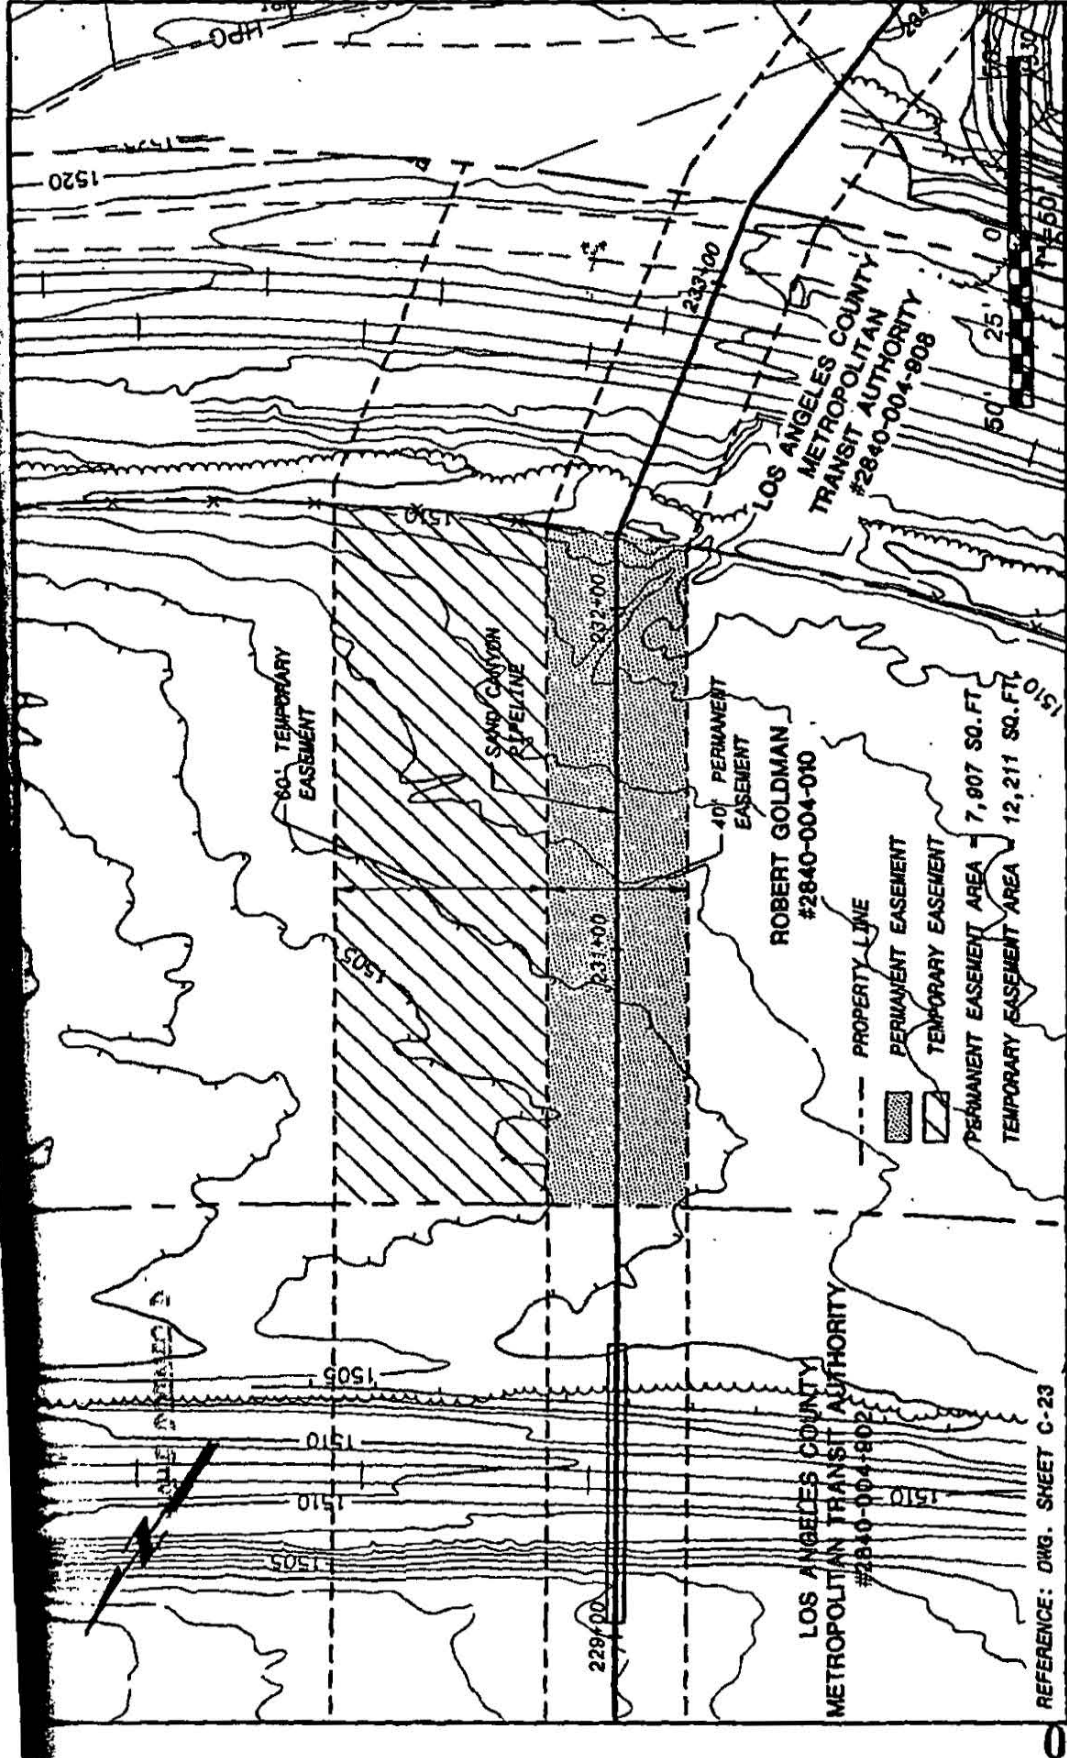 HPG
1520
1510
60' TEMPORARY
EASEMENT
SAND CANYON
PIPELINE
232+00
233+00
231+00
229+00
1505
40' PERMANENT
EASEMENT
ROBERT GOLDMAN
#2840-004-010
LOS ANGELES COUNTY
METROPOLITAN
TRANSIT AUTHORITY
#2840-004-908
50' 25' 0 50'
1"=50'
1510
PROPERTY LINE
PERMANENT EASEMENT
TEMPORARY EASEMENT
PERMANENT EASEMENT AREA = 7,907 SQ.FT.
TEMPORARY EASEMENT AREA = 12,211 SQ.FT.
1505
1510
1510
1505
1510
LOS ANGELES COUNTY
METROPOLITAN TRANSIT AUTHORITY
#2840-004-902
REFERENCE: DWG. SHEET C-23